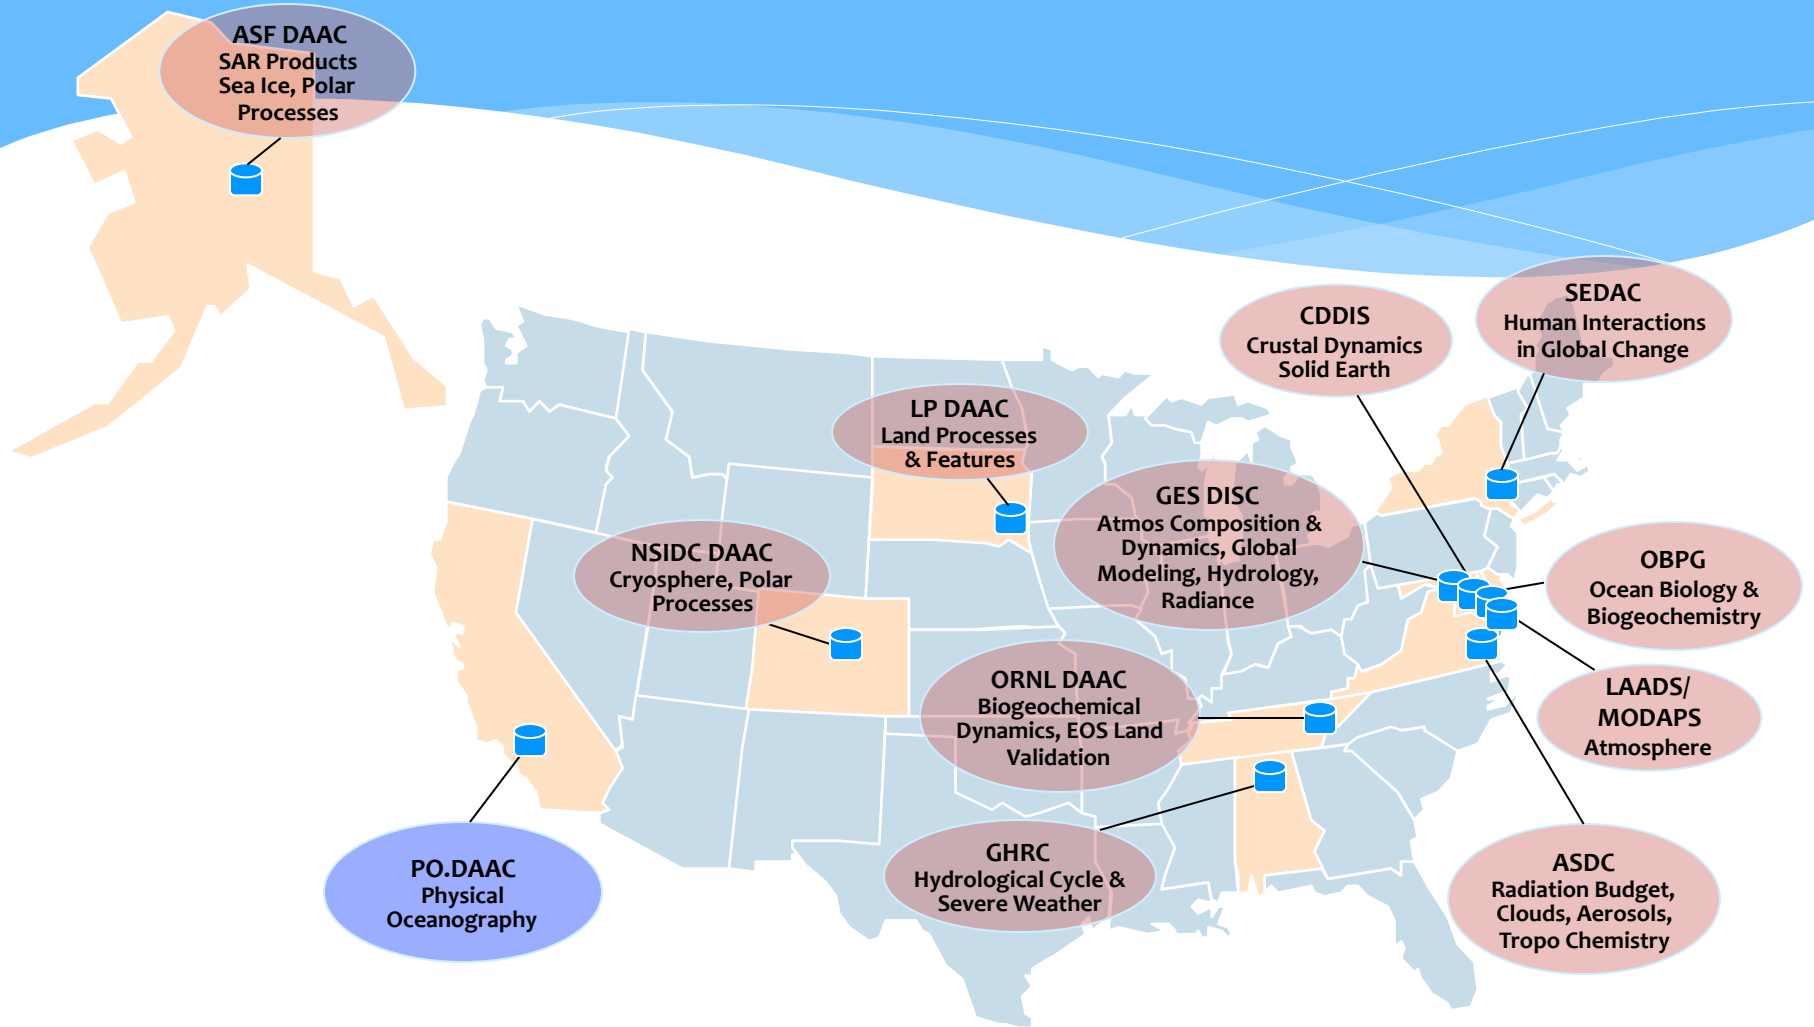 ASF DAAC
SAR Products
Sea Ice, Polar
Processes
SEDAC
Human Interactions
in Global Change
CDDIS
Crustal Dynamics
Solid Earth
LP DAAC
Land Processes
& Features
GES DISC
Atmos Composition &
Dynamics, Global
Modeling, Hydrology,
Radiance
NSIDC DAAC
Cryosphere, Polar
Processes
OBPG
Ocean Biology &
Biogeochemistry
ORNL DAAC
Biogeochemical
Dynamics, EOS Land
Validation
LAADS/
MODAPS
Atmosphere
PO.DAAC
Physical
Oceanography
GHRC
Hydrological Cycle &
Severe Weather
ASDC
Radiation Budget,
Clouds, Aerosols,
Tropo Chemistry